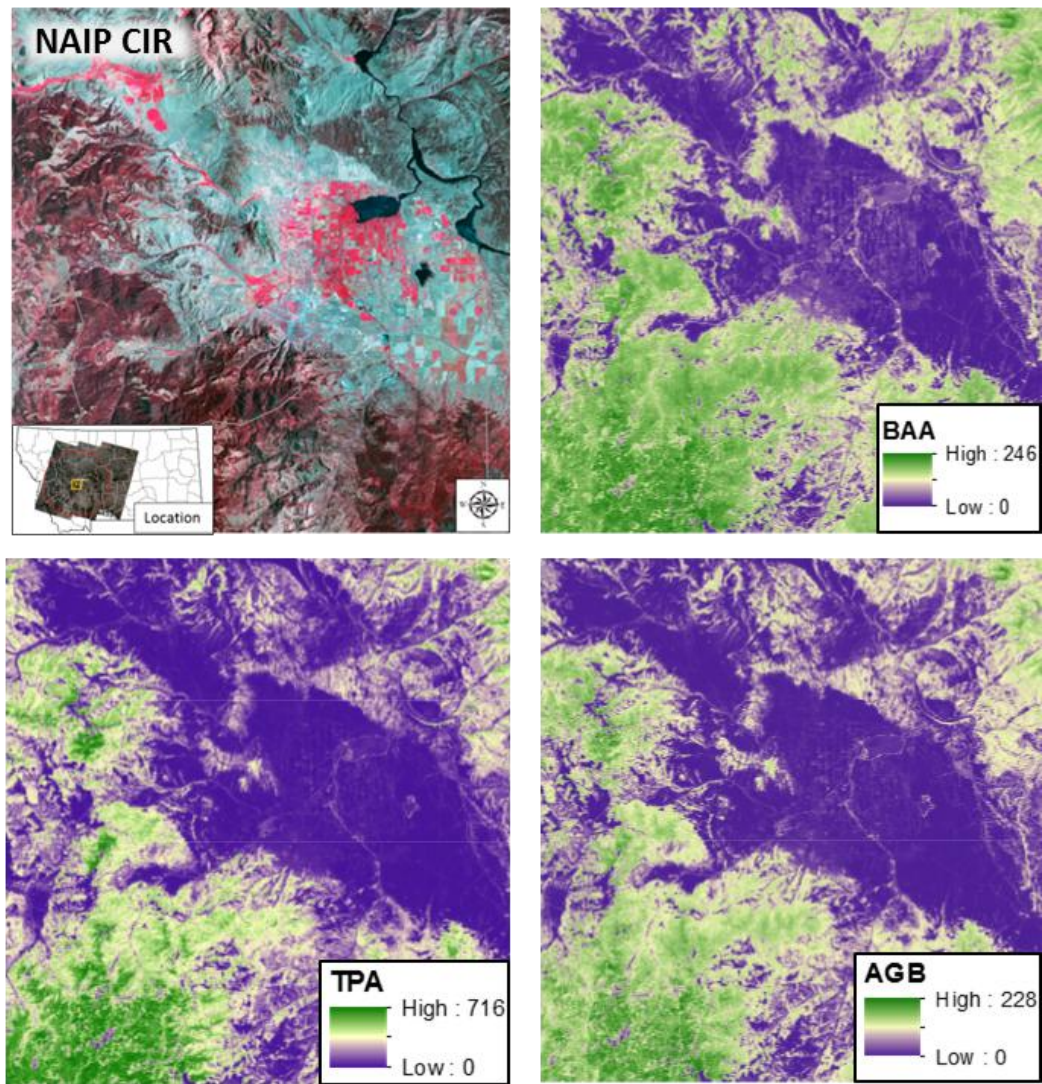 NAIP CIR
Location
N
W E
S
BAA
High : 246
Low : 0
TPA
High : 716
Low : 0
AGB
High : 228
Low : 0